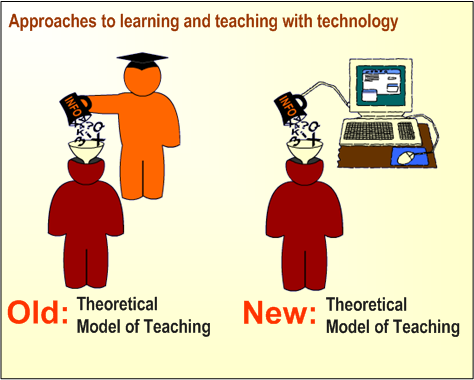 Approaches to learning and teaching with technology
INFO
INFO
Old: Theoretical
Model of Teaching
New: Theoretical
Model of Teaching